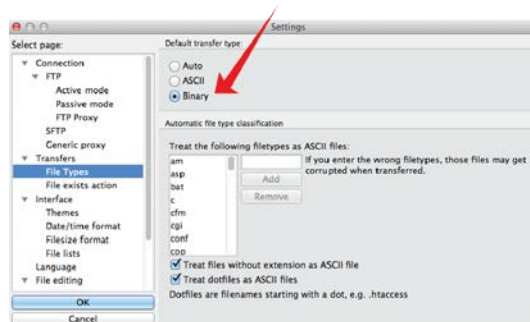 Settings
Select page:
Connection
FTP
Active mode
Passive mode
FTP Proxy
SFTP
Generic proxy
Transfers
File Types
File exists action
Interface
Themes
Date/time format
Filesize format
File lists
Language
File editing
OK
Cancel
Default transfer type:
Auto
ASCII
Binary
Automatic file type classification
Treat the following filetypes as ASCII files:
am
asp
bat
c
cfm
cgi
conf
cpp
Add
Remove
If you enter the wrong filetypes, those files may get
corrupted when transferred.
Treat files without extension as ASCII file
Treat dotfiles as ASCII files
Dotfiles are filenames starting with a dot, e.g. .htaccess